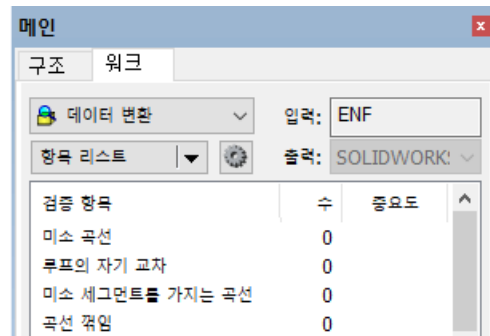 메인
구조 워크
데이터 변환 입력: ENF
항목 리스트 출력: SOLIDWORK
검증 항목 수 중요도
미소 곡선 0
루프의 자기 교차 0
미소 세그먼트를 가지는 곡선 0
곡선 꺾임 0